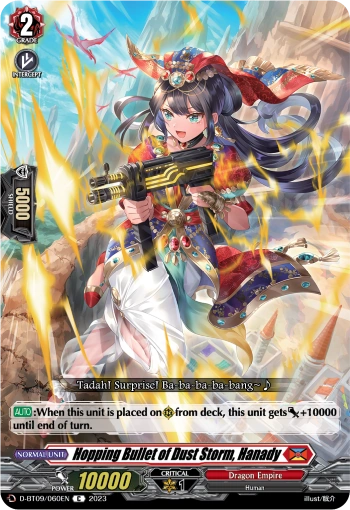 2
GRADE
INTERCEPT
5000
SHIELD
Tadah! Surprise! Ba-ba-ba-ba-bang~♪
AUTO:When this unit is placed on from deck, this unit gets +10000
until end of turn.
NORMAL UNIT
Hopping Bullet of Dust Storm, Hanady
POWER
10000
CRITICAL
1
Dragon Empire
Human
D-BT09/060EN C 2023
illust/飯介